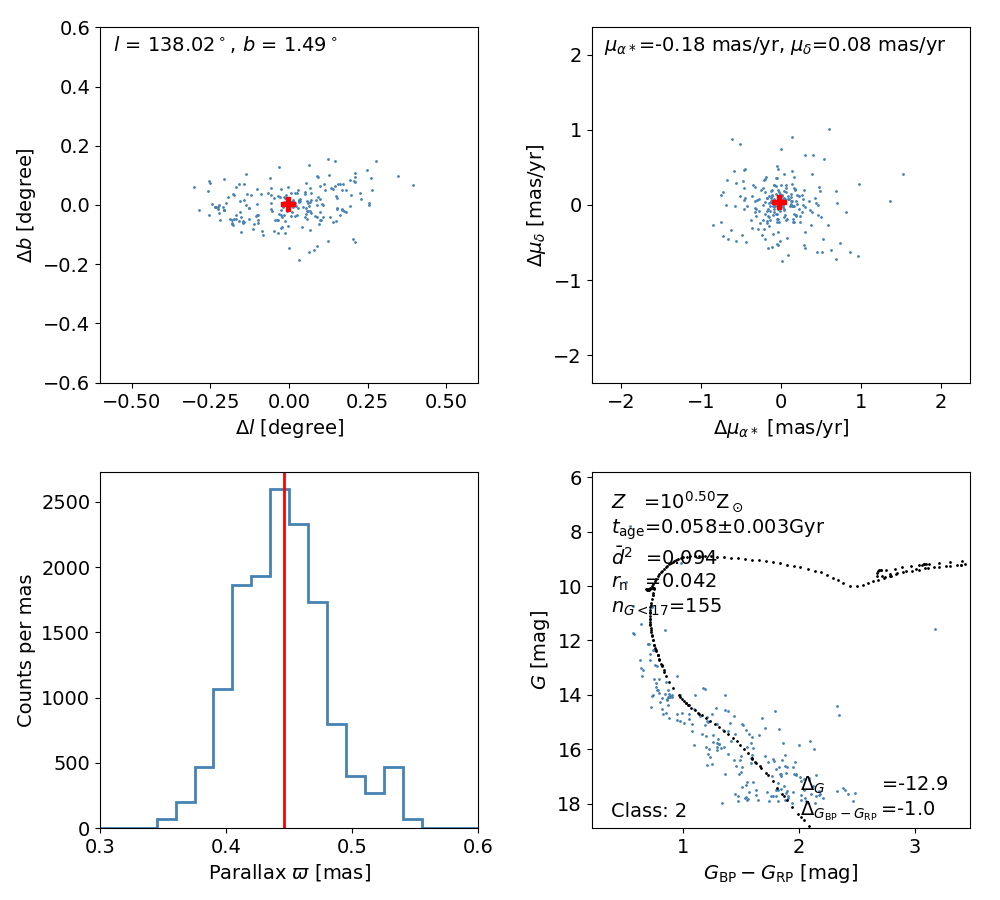 l = 138.02°, b = 1.49°
0.6
0.4
0.2
0.0
−0.2
−0.4
−0.6
Δb [degree]
−0.50 −0.25 0.00 0.25 0.50
Δl [degree]
μα*=-0.18 mas/yr, μδ=0.08 mas/yr
2
1
0
−1
−2
Δμδ [mas/yr]
−2 −1 0 1 2
Δμα* [mas/yr]
2500
2000
1500
1000
500
0
Counts per mas
0.3 0.4 0.5 0.6
Parallax ϖ [mas]
6
8
10
12
14
16
18
G [mag]
Z =10^0.50 Z⊙
t_age=0.058±0.003Gyr
d̄² =0.094
r_n =0.042
n_G<17=155
Δ_G =-12.9
Δ_G_BP−G_RP =-1.0
Class: 2
1 2 3
G_BP − G_RP [mag]